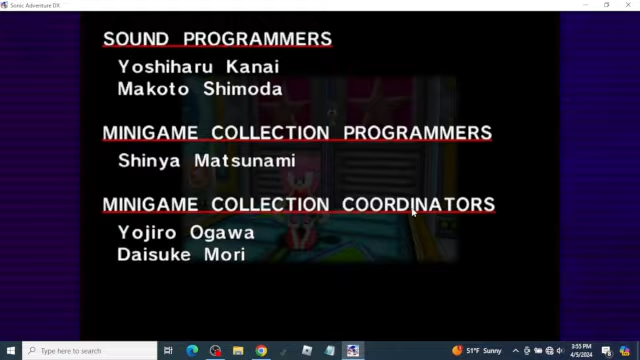 Sonic Adventure DX
SOUND PROGRAMMERS
Yoshiharu Kanai
Makoto Shimoda
MINIGAME COLLECTION PROGRAMMERS
Shinya Matsunami
MINIGAME COLLECTION COORDINATORS
Yojiro Ogawa
Daisuke Mori
Type here to search
51°F Sunny
3:55 PM
4/5/2024